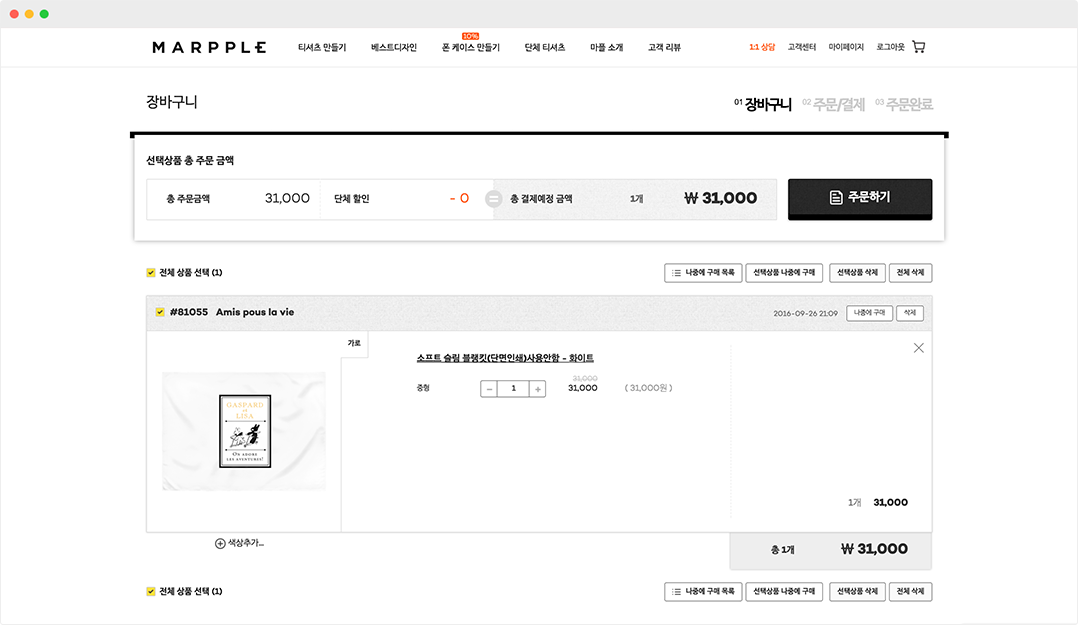 MARPPLE 티셔츠 만들기 베스트디자인 10% 폰 케이스 만들기 단체 티셔츠 마플 소개 고객 리뷰 1:1 상담 고객센터 마이페이지 로그아웃
장바구니 01 장바구니 02 주문/결제 03 주문완료
선택상품 총 주문 금액
총 주문금액 31,000 단체 할인 - 0 = 총 결제예정 금액 1개 ₩ 31,000 주문하기
전체 상품 선택 (1) 나중에 구매 목록 선택상품 나중에 구매 선택상품 삭제 전체 삭제
#81055 Amis pous la vie 2016-09-26 21:09 나중에 구매 삭제
가로
소프트 슬림 블랭킷(단면인쇄)사용안함 - 화이트
31,000
중형 − 1 + 31,000 ( 31,000원 )
GASPARD
et
LISA
ON ADORE
LES AVENTURES!
1개 31,000
색상추가...
총 1개 ₩ 31,000
전체 상품 선택 (1) 나중에 구매 목록 선택상품 나중에 구매 선택상품 삭제 전체 삭제